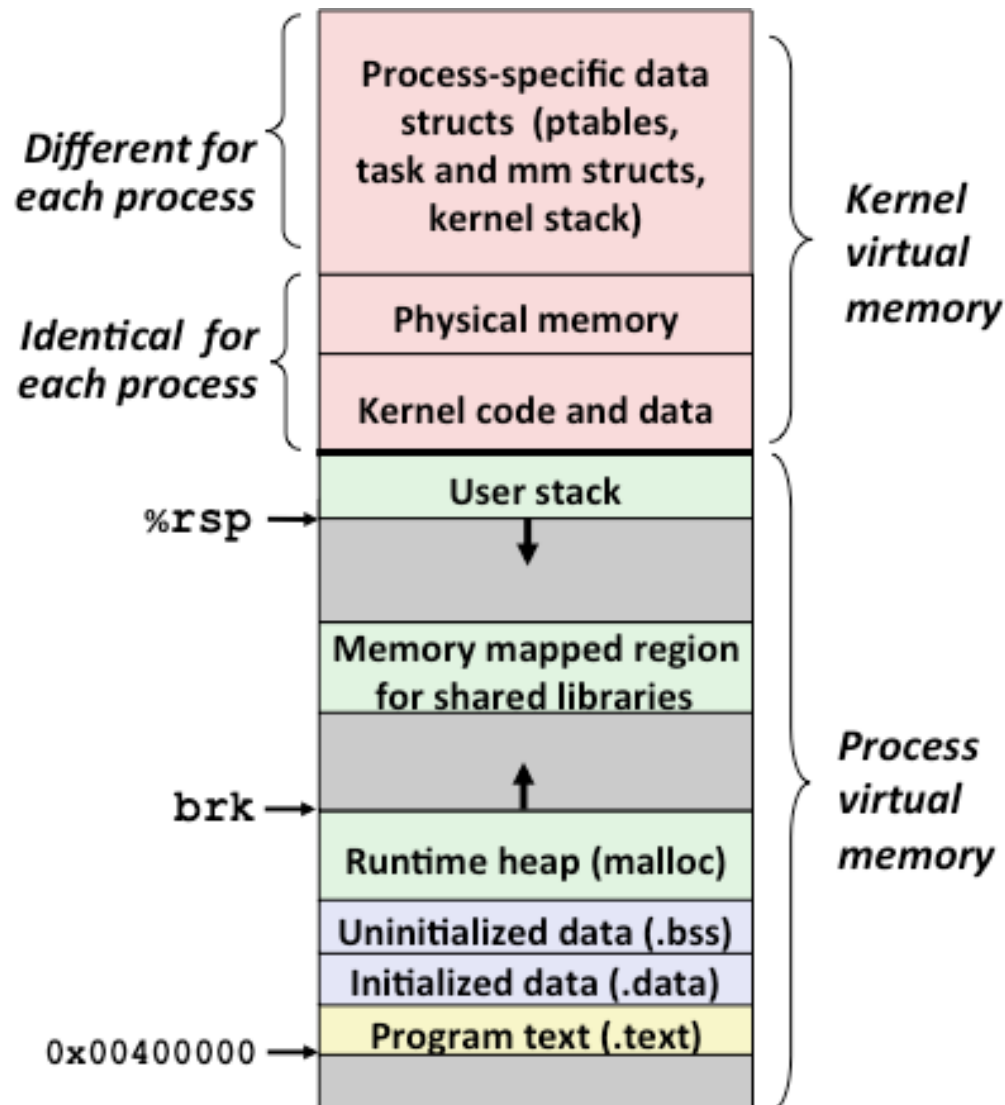 Process-specific data
structs (ptables,
task and mm structs,
kernel stack)
Different for
each process
Kernel
virtual
memory
Physical memory
Identical for
each process
Kernel code and data
User stack
%rsp
Memory mapped region
for shared libraries
Process
virtual
memory
brk
Runtime heap (malloc)
Uninitialized data (.bss)
Initialized data (.data)
Program text (.text)
0x00400000